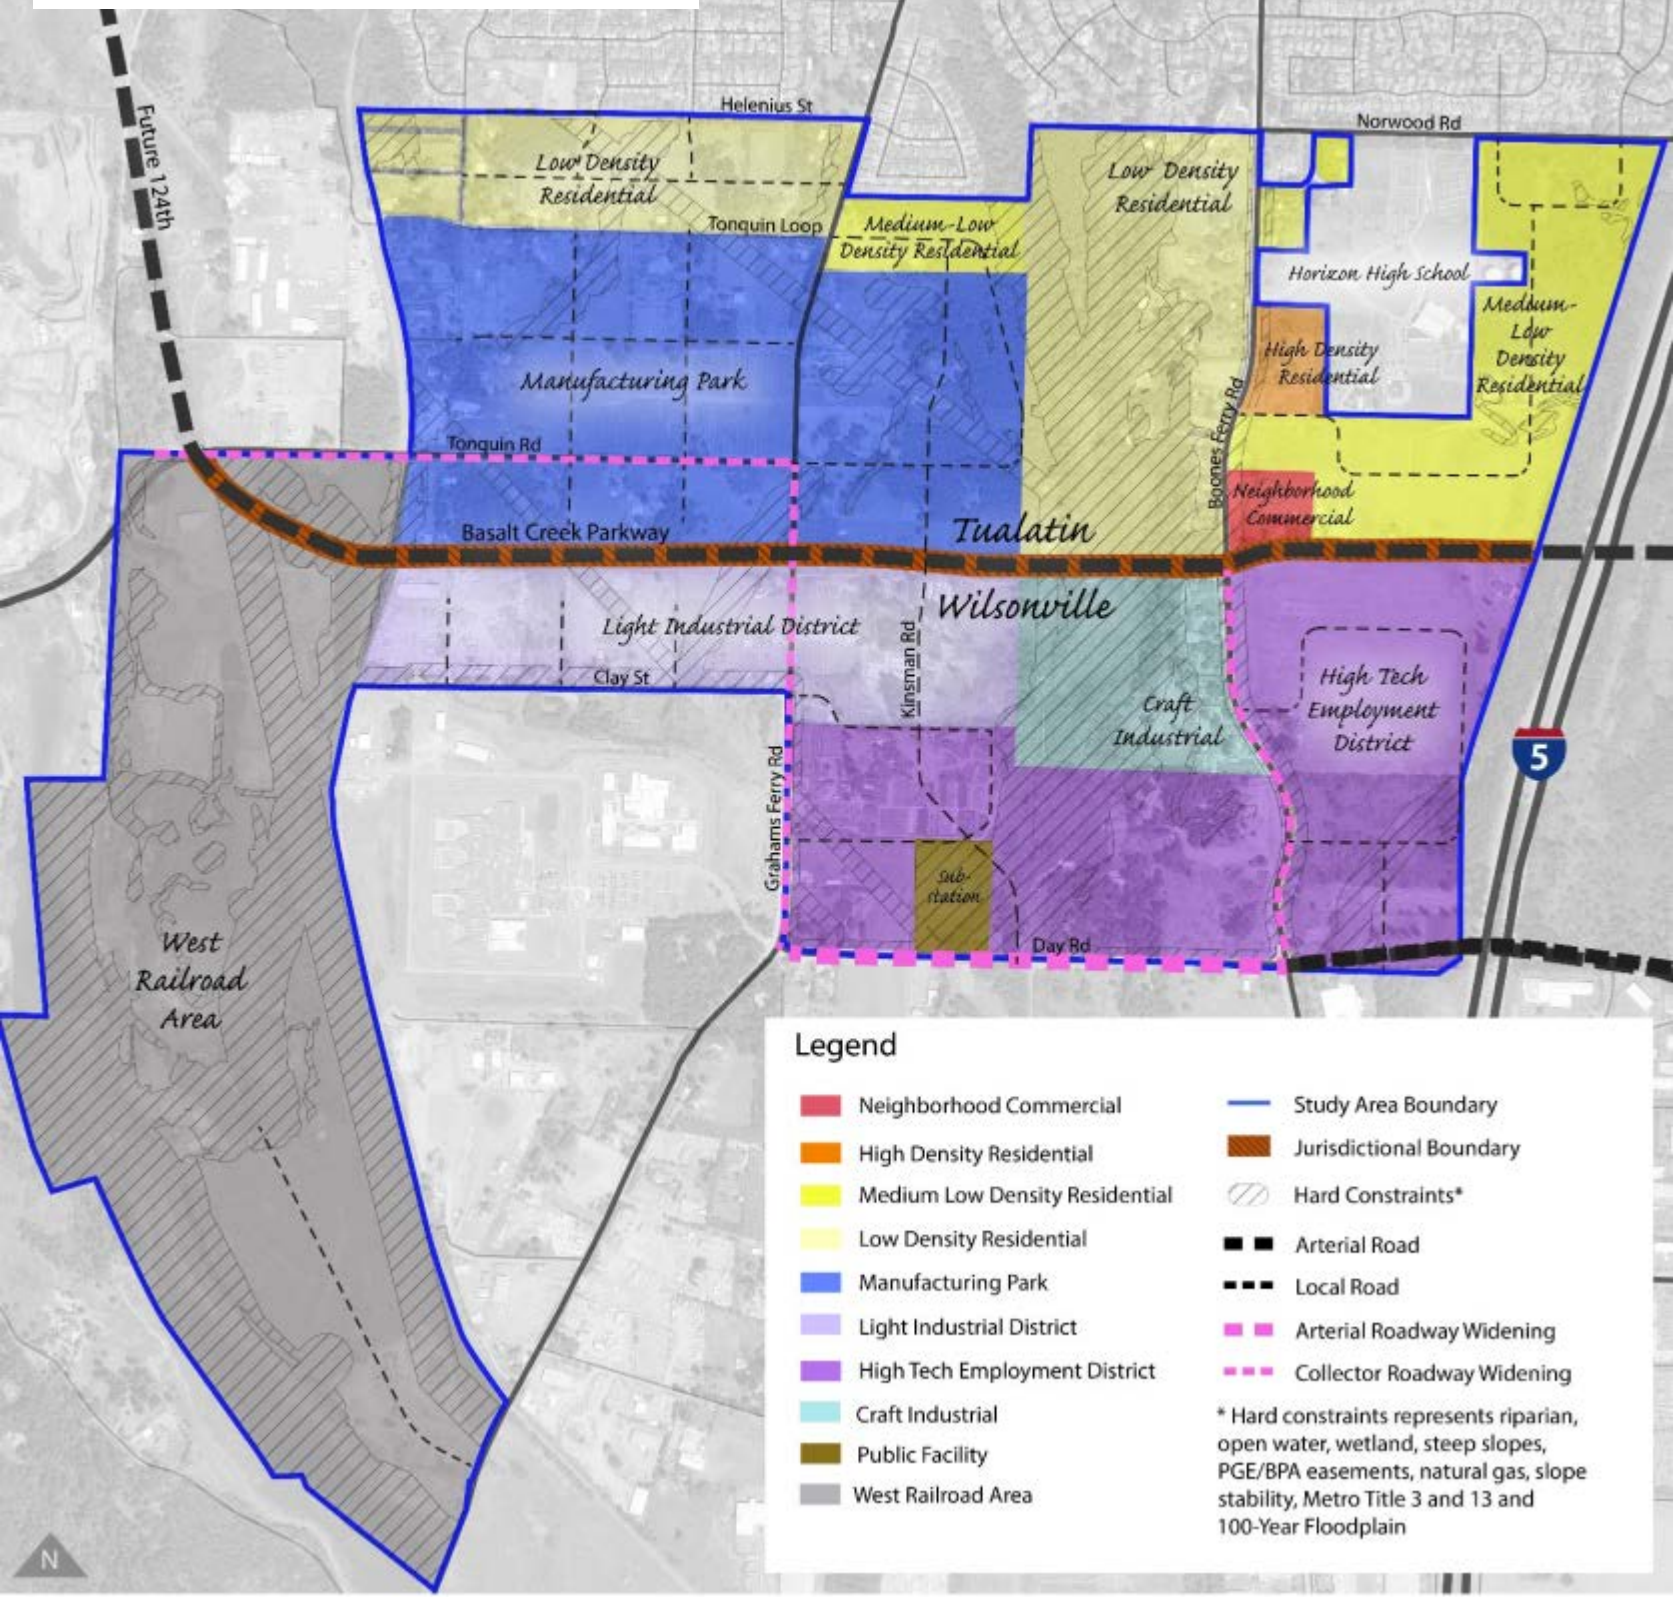 Helenius St
Norwood Rd
Future 124th
Low Density
Residential
Low Density
Residential
Tonquin Loop
Medium-Low
Density Residential
Horizon High School
Medium-
Low
Density
Residential
High Density
Residential
Manufacturing Park
Boones Ferry Rd
Tonquin Rd
Neighborhood
Commercial
Basalt Creek Parkway
Tualatin
Wilsonville
Light Industrial District
Kinsman Rd
Clay St
High Tech
Employment
District
Craft
Industrial
5
Grahams Ferry Rd
Sub-
station
West
Railroad
Area
Day Rd
Legend
Neighborhood Commercial
High Density Residential
Medium Low Density Residential
Low Density Residential
Manufacturing Park
Light Industrial District
High Tech Employment District
Craft Industrial
Public Facility
West Railroad Area
Study Area Boundary
Jurisdictional Boundary
Hard Constraints*
Arterial Road
Local Road
Arterial Roadway Widening
Collector Roadway Widening
* Hard constraints represents riparian,
open water, wetland, steep slopes,
PGE/BPA easements, natural gas, slope
stability, Metro Title 3 and 13 and
100-Year Floodplain
N